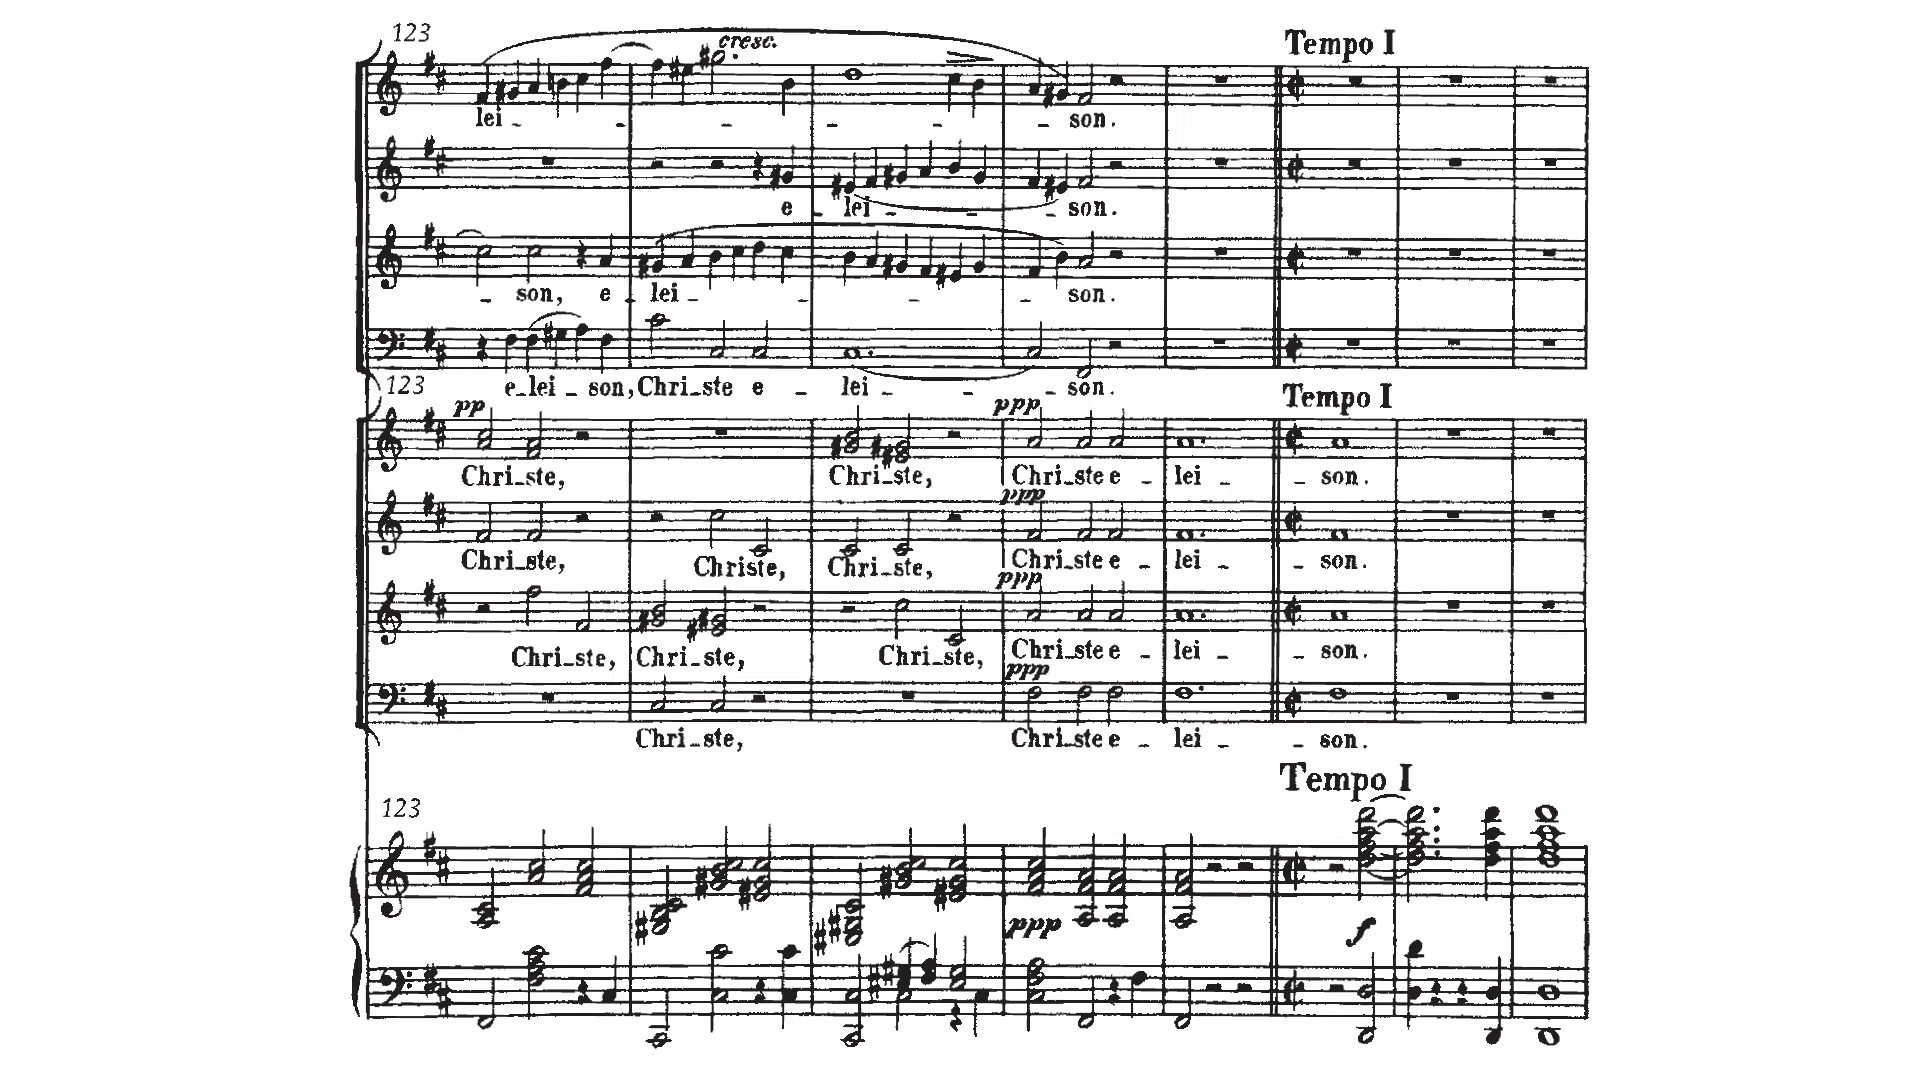 123
cresc.
Tempo I
lei - - - - - - son.
e - lei - - - son.
- son, e - lei - - - - son.
e - lei - son, Chri - ste e - lei - - - son.
123
Tempo I
pp
ppp
Chri - ste, Chri - ste, Chri - ste e - lei - - son.
ppp
Chri - ste, Christe, Chri - ste, Chri - ste e - lei - - son.
ppp
Chri - ste, Chri - ste, Chri - ste, Chri - ste e - lei - - son.
ppp
Chri - ste, Chri - ste e - lei - - son.
Tempo I
123
ppp
f